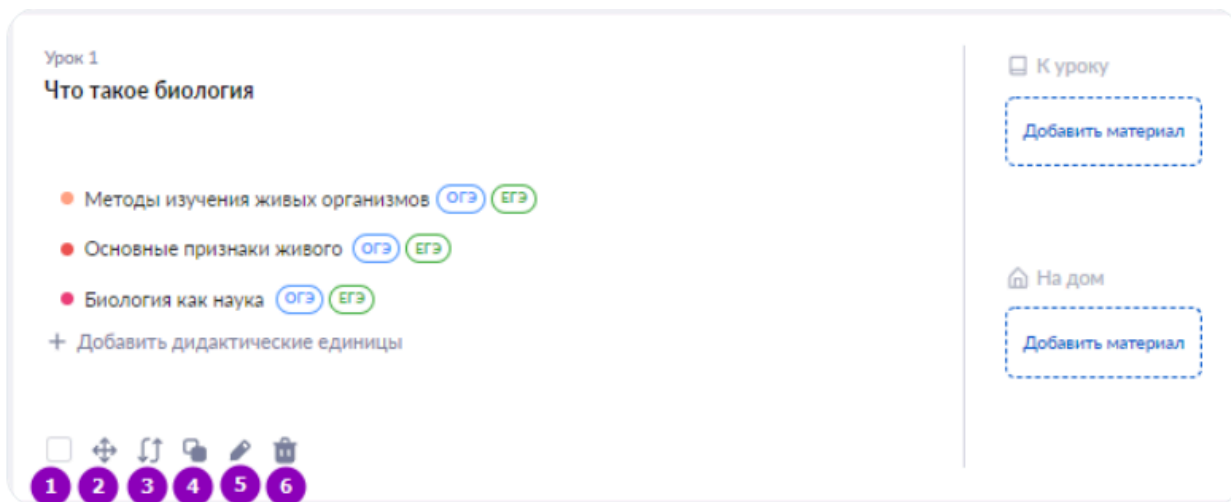 Урок 1
Что такое биология
Методы изучения живых организмов ОГЭ ЕГЭ
Основные признаки живого ОГЭ ЕГЭ
Биология как наука ОГЭ ЕГЭ
+ Добавить дидактические единицы
1 2 3 4 5 6
К уроку
Добавить материал
На дом
Добавить материал